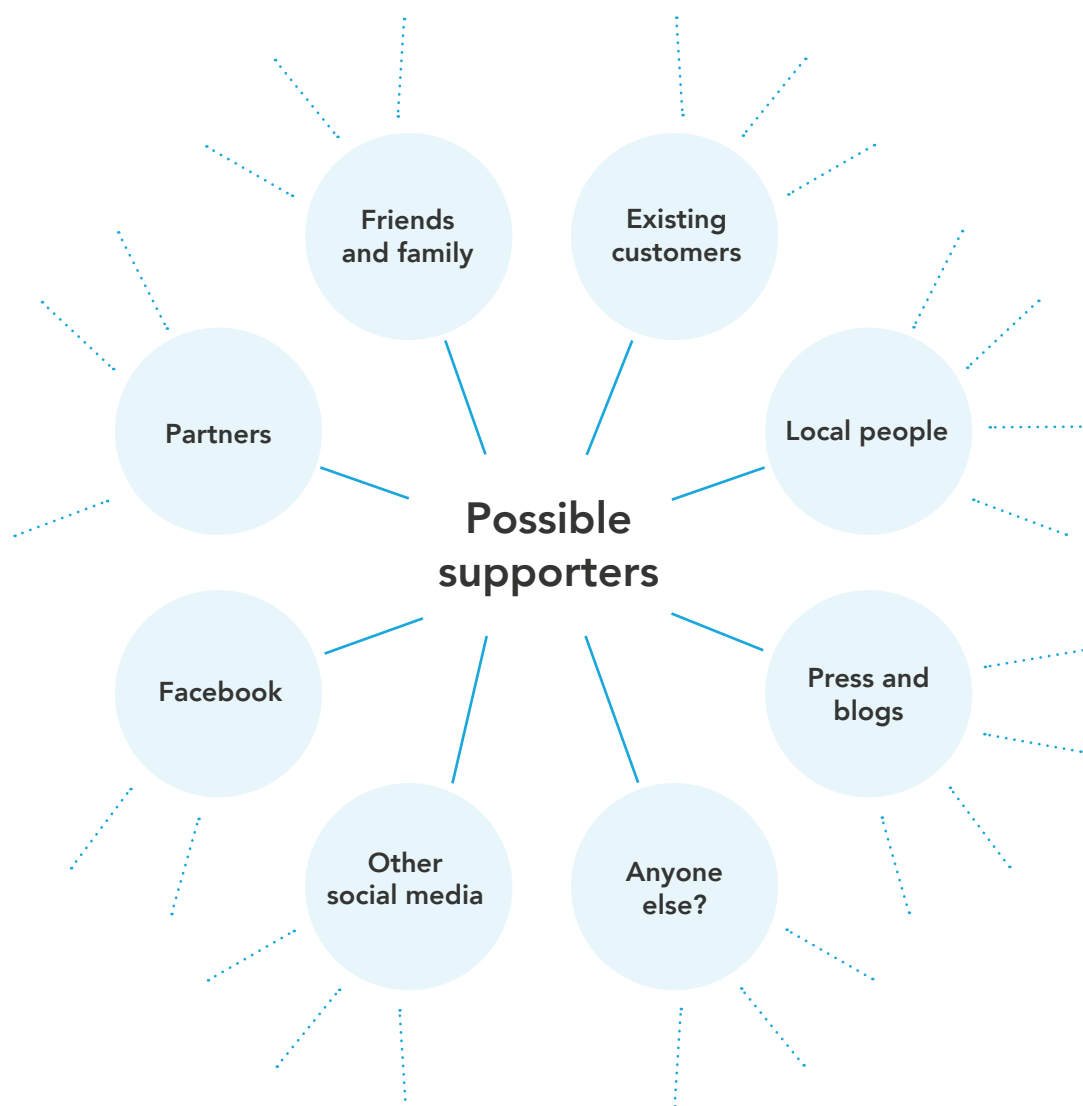 Friends
and family
Existing
customers
Partners
Local people
Possible
supporters
Facebook
Press and
blogs
Other
social media
Anyone
else?